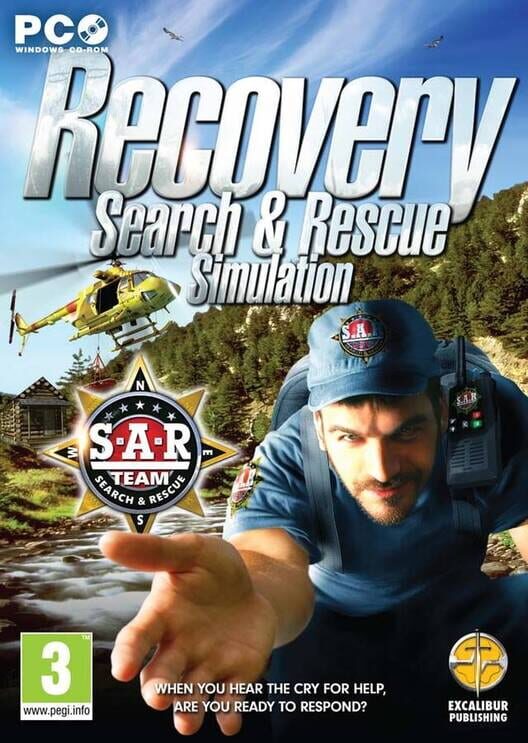 PC
WINDOWS CD-ROM
Recovery
Search & Rescue
Simulation
S.A.R
N
W
E
S
S·A·R
TEAM
SEARCH & RESCUE
3
™
www.pegi.info
WHEN YOU HEAR THE CRY FOR HELP,
ARE YOU READY TO RESPOND?
EXCALIBUR
PUBLISHING